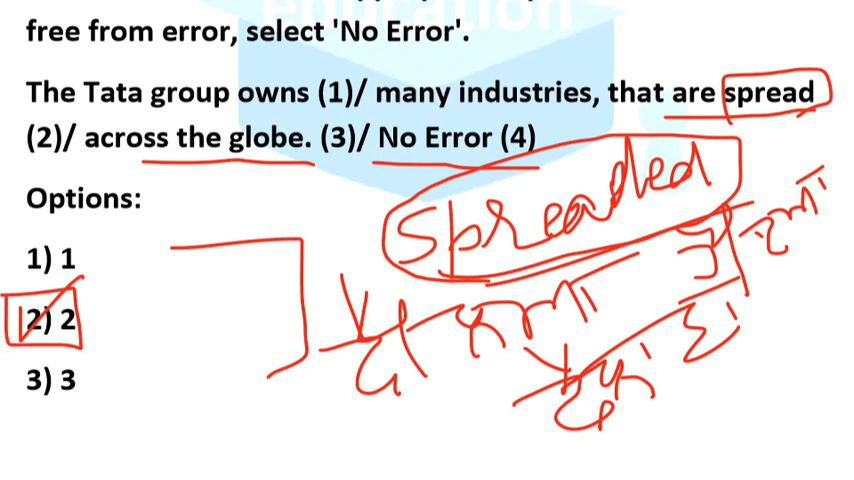 education
free from error, select 'No Error'.
The Tata group owns (1)/ many industries, that are spread
(2)/ across the globe. (3)/ No Error (4)
Spreaded
Options:
1) 1
2) 2
3) 3